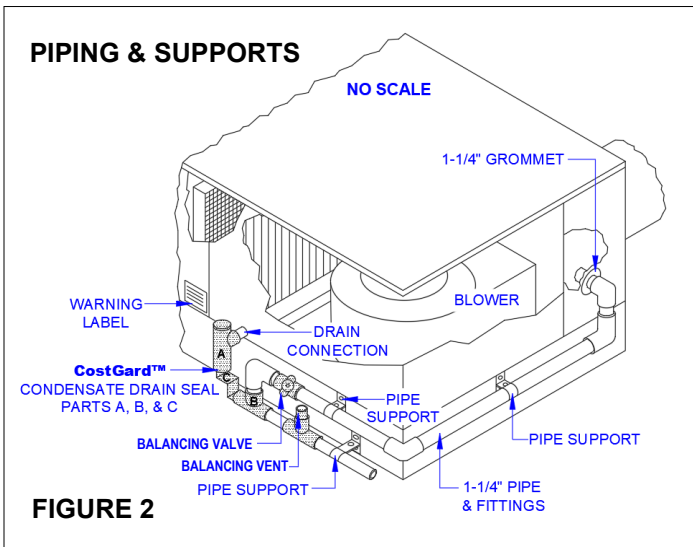 PIPING & SUPPORTS
NO SCALE
1-1/4" GROMMET
BLOWER
WARNING
LABEL
DRAIN
CONNECTION
A
CostGard™
C
CONDENSATE DRAIN SEAL
PARTS A, B, & C
B
PIPE
SUPPORT
PIPE SUPPORT
BALANCING VALVE
BALANCING VENT
PIPE SUPPORT
1-1/4" PIPE
& FITTINGS
FIGURE 2